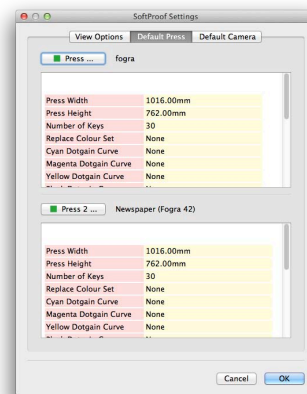 SoftProof Settings
View Options Default Press Default Camera
Press ... fogra
Press Width 1016.00mm
Press Height 762.00mm
Number of Keys 30
Replace Colour Set None
Cyan Dotgain Curve None
Magenta Dotgain Curve None
Yellow Dotgain Curve None
Press 2 ... Newspaper (Fogra 42)
Press Width 1016.00mm
Press Height 762.00mm
Number of Keys 30
Replace Colour Set None
Cyan Dotgain Curve None
Magenta Dotgain Curve None
Yellow Dotgain Curve None
Cancel OK